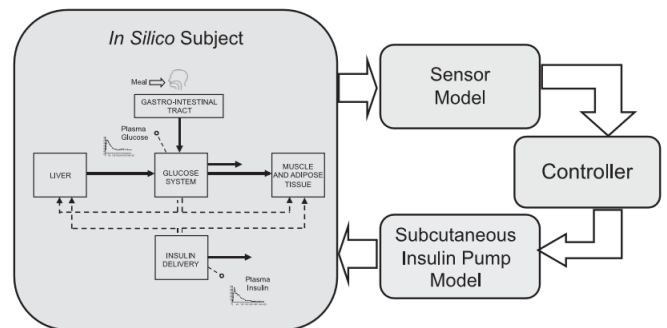 In Silico Subject
Meal
GASTRO-INTESTINAL
TRACT
Plasma
Glucose
LIVER
GLUCOSE
SYSTEM
MUSCLE
AND ADIPOSE
TISSUE
INSULIN
DELIVERY
Plasma
Insulin
Sensor
Model
Controller
Subcutaneous
Insulin Pump
Model